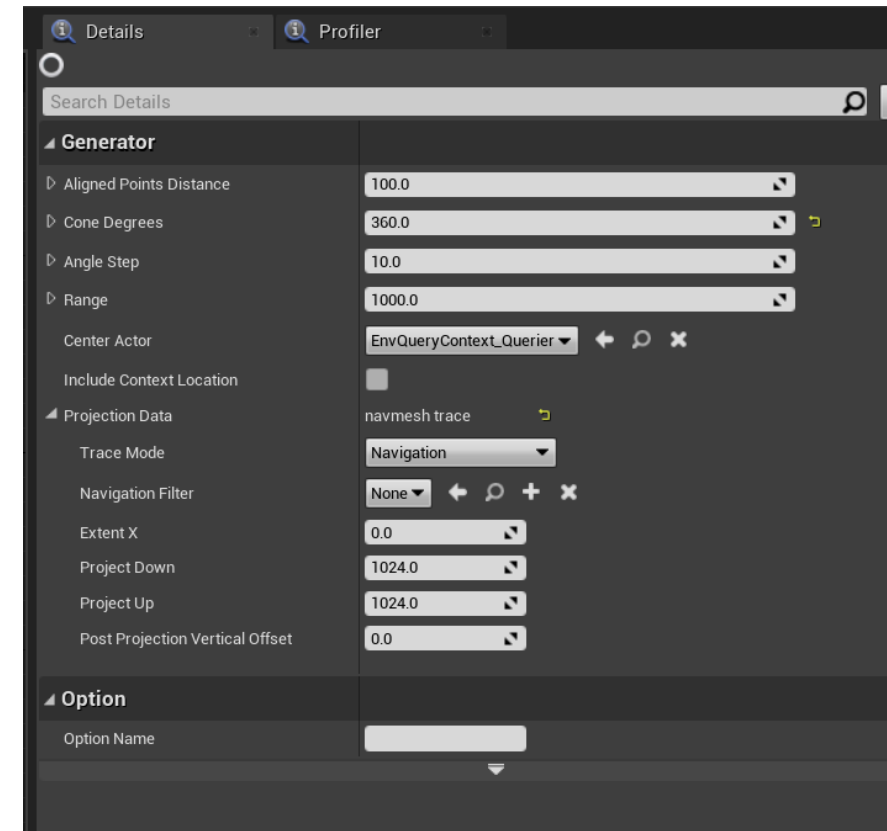 Details
Profiler
Search Details
Generator
Aligned Points Distance 100.0
Cone Degrees 360.0
Angle Step 10.0
Range 1000.0
Center Actor EnvQueryContext_Querier
Include Context Location
Projection Data navmesh trace
Trace Mode Navigation
Navigation Filter None
Extent X 0.0
Project Down 1024.0
Project Up 1024.0
Post Projection Vertical Offset 0.0
Option
Option Name